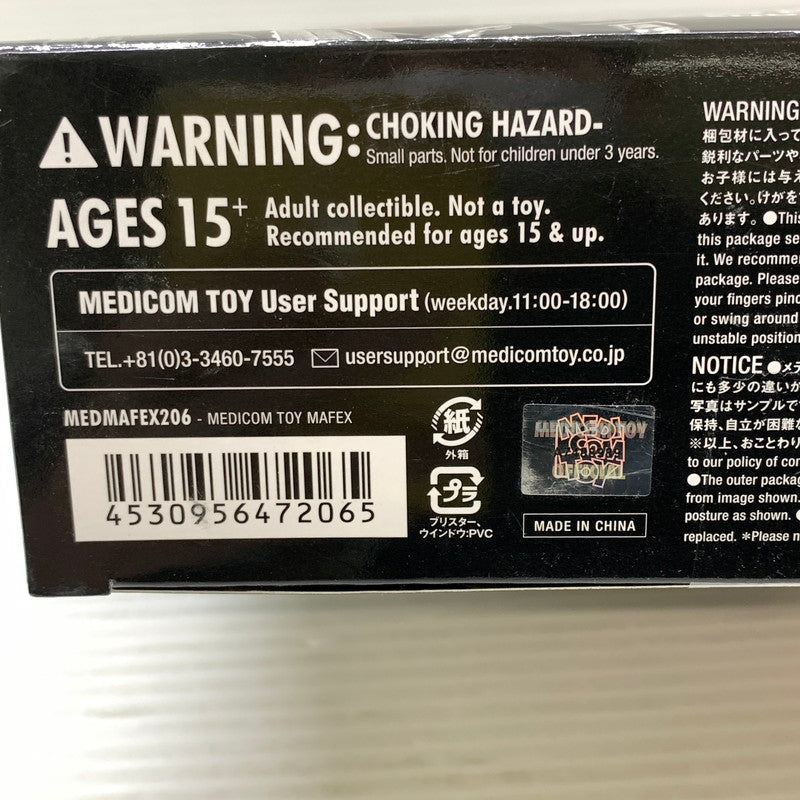 WARNING: CHOKING HAZARD-
Small parts. Not for children under 3 years.
AGES 15+ Adult collectible. Not a toy.
Recommended for ages 15 & up.
MEDICOM TOY User Support (weekday.11:00-18:00)
TEL.+81(0)3-3460-7555 usersupport@medicomtoy.co.jp
MEDMAFEX206 - MEDICOM TOY MAFEX
4530956472065
紙
外箱
プラ
ブリスター、
ウインドウ:PVC
MEDICOM TOY
MADE IN CHINA
WARNING
梱包材に入って
鋭利なパーツや
お子様には与え
ください。けがを
あります。●This
this package se
it. We recomme
package. Please
your fingers pinc
or swing around
unstable position
NOTICE ●メデ
にも多少の違いが
写真はサンプルです
保持、自立が困難な
※以上、おことわり
to our policy of con
●The outer packag
from image shown.
posture as shown. ●
replaced. *Please n